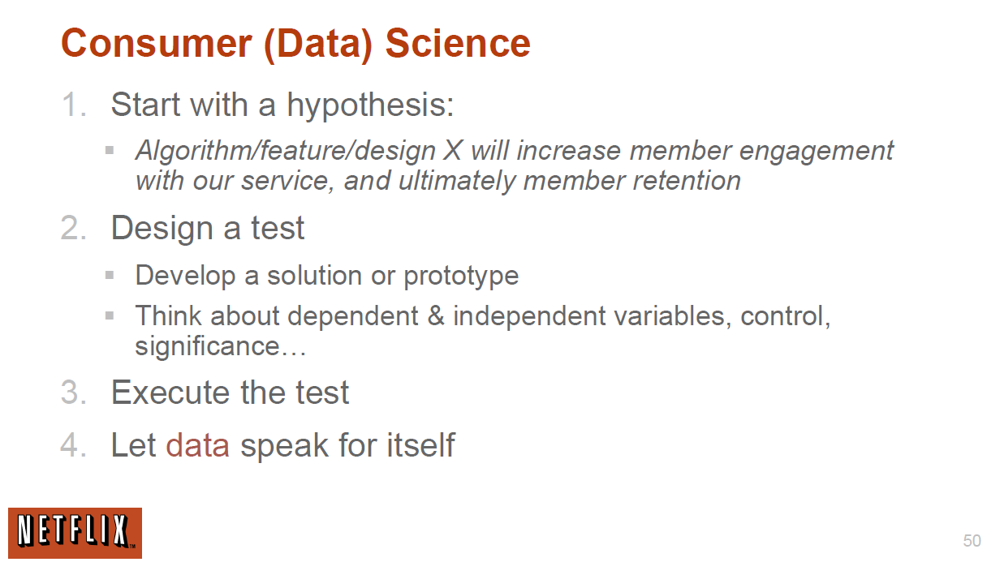 Consumer (Data) Science
1. Start with a hypothesis:
▪ Algorithm/feature/design X will increase member engagement
with our service, and ultimately member retention
2. Design a test
▪ Develop a solution or prototype
▪ Think about dependent & independent variables, control,
significance…
3. Execute the test
4. Let data speak for itself
NETFLIX™
50